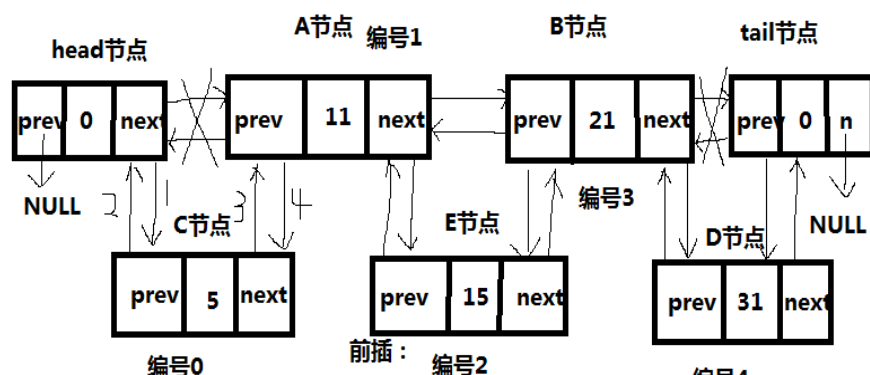 head节点
A节点
编号1
B节点
tail节点
prev 0 next
prev 11 next
prev 21 next
prev 0 n
NULL
2 1 3 4
C节点
E节点
编号3
D节点
NULL
prev 5 next
prev 15 next
prev 31 next
编号0
前插：
编号2
编号4